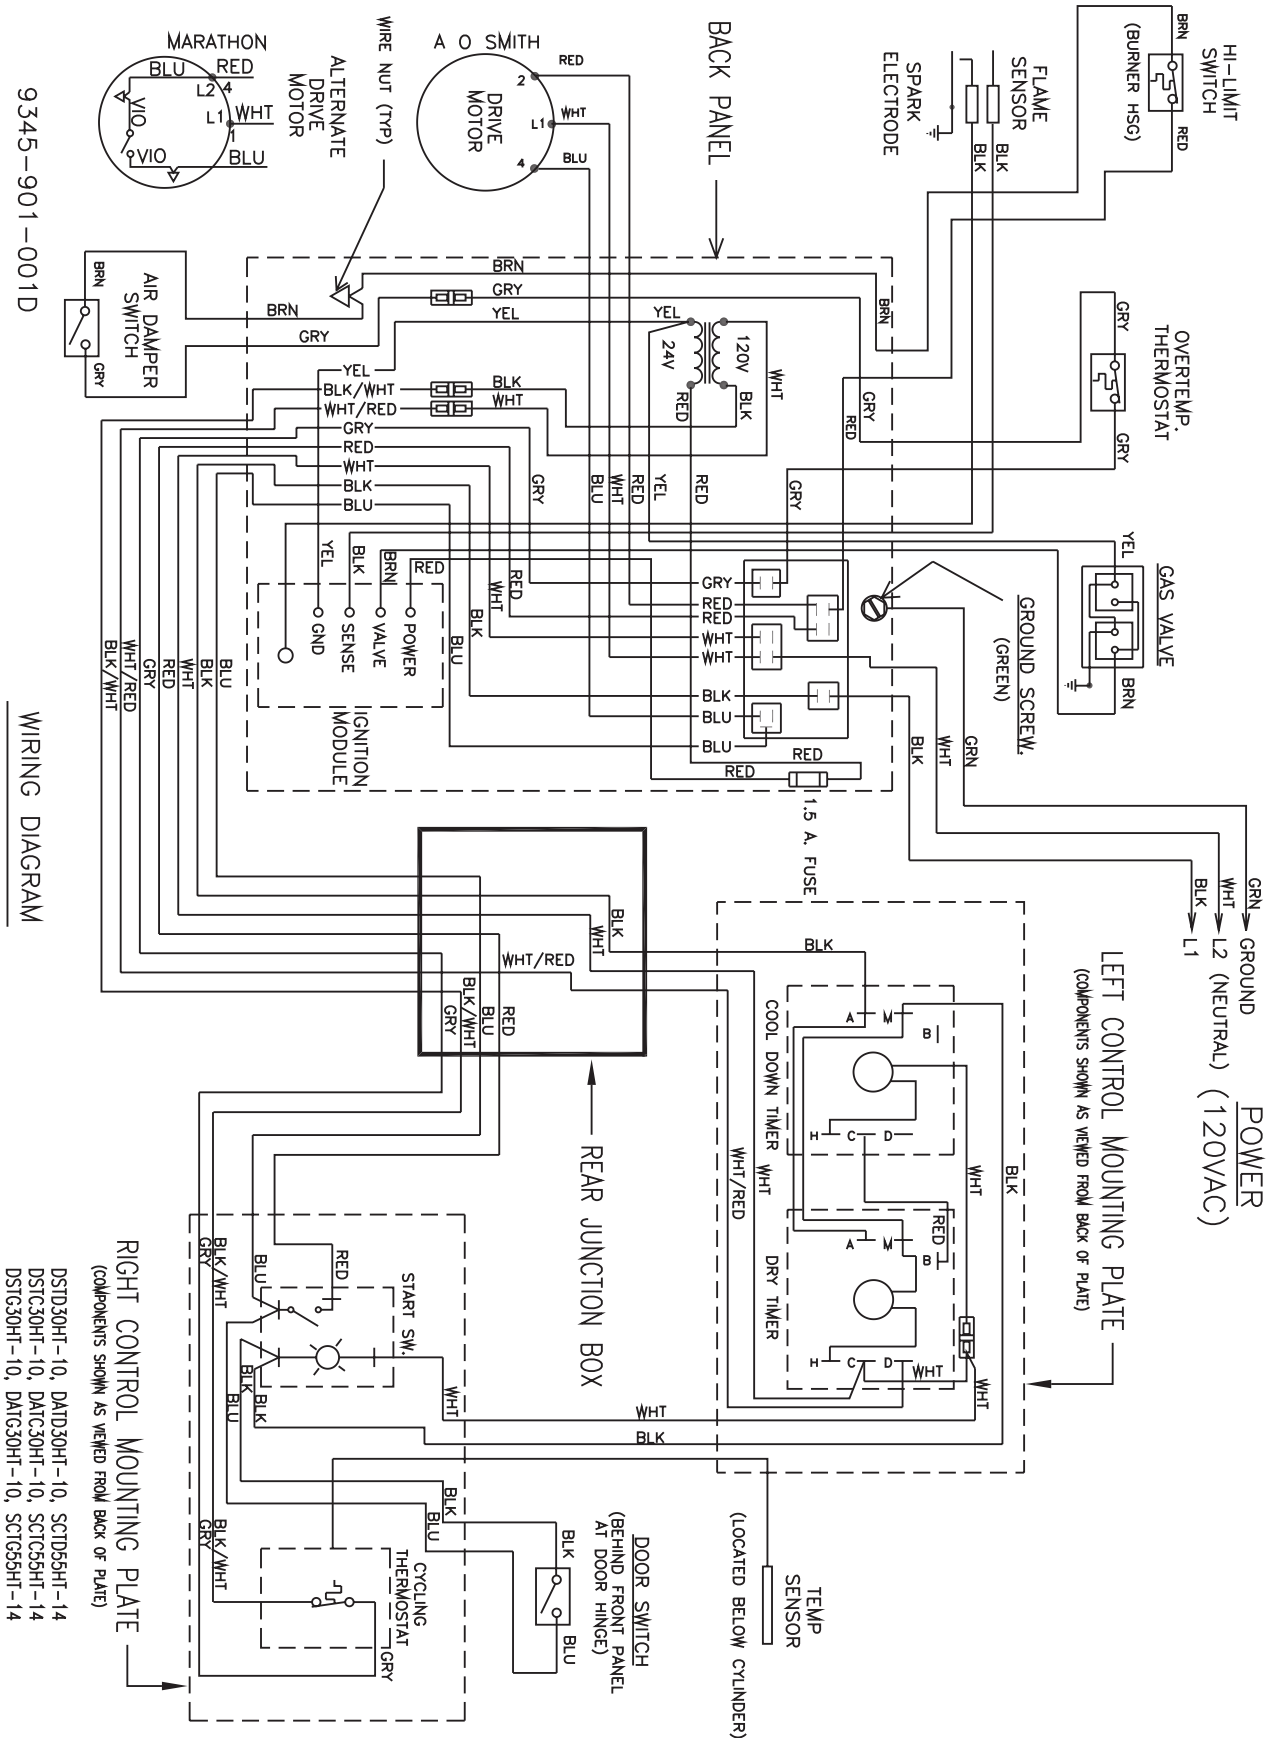 HI-LIMIT
SWITCH
(BURNER HSG)
BRN
RED
FLAME
SENSOR
SPARK
ELECTRODE
BLK
BLK
BACK PANEL
A O SMITH
DRIVE
MOTOR
2
L1
4
RED
WHT
BLU
WIRE NUT (TYP)
ALTERNATE
DRIVE
MOTOR
MARATHON
BLU
RED
L2 4
L1
WHT
1
VIO
VIO
BLU
9345-901-001D
AIR DAMPER
SWITCH
BRN
GRY
BRN
GRY
BRN
GRY
YEL
BRN
YEL
24V
120V
WHT
RED
BLK
GRY
RED
OVERTEMP.
THERMOSTAT
GRY
GRY
YEL
BLK/WHT
WHT/RED
GRY
RED
WHT
BLK
BLU
BLK
WHT
GRY
BLU
WHT
RED
YEL
RED
GRY
YEL
BLK
BRN
RED
RED
WHT
BLK
BLU
GND
SENSE
VALVE
POWER
IGNITION
MODULE
GRY
RED
RED
WHT
WHT
BLK
BLU
BLU
RED
RED
1.5 A. FUSE
GAS VALVE
YEL
BRN
GROUND SCREW.
(GREEN)
GRN
WHT
BLK
GRN
WHT
BLK
GROUND
L2 (NEUTRAL)
L1
POWER
(120VAC)
BLU
BLK
WHT
RED
GRY
WHT/RED
BLK/WHT
WIRING DIAGRAM
BLK
WHT
WHT/RED
RED
BLU
BLK/WHT
GRY
REAR JUNCTION BOX
LEFT CONTROL MOUNTING PLATE
(COMPONENTS SHOWN AS VIEWED FROM BACK OF PLATE)
BLK
COOL DOWN TIMER
A M B
H C D
WHT/RED
WHT
WHT
BLK
RED
DRY TIMER
A M B
H C D
WHT
WHT
WHT
BLK
RIGHT CONTROL MOUNTING PLATE
(COMPONENTS SHOWN AS VIEWED FROM BACK OF PLATE)
BLK/WHT
GRY
BLU
RED
START SW.
BLK
BLU
BLK
WHT
BLK
BLU
BLK/WHT
GRY
CYCLING
THERMOSTAT
GRY
DOOR SWITCH
(BEHIND FRONT PANEL
AT DOOR HINGE)
BLK
BLU
TEMP
SENSOR
(LOCATED BELOW CYLINDER)
DSTD30HT-10, DATD30HT-10, SCTD55HT-14
DSTC30HT-10, DATC30HT-10, SCTC55HT-14
DSTG30HT-10, DATG30HT-10, SCTG55HT-14